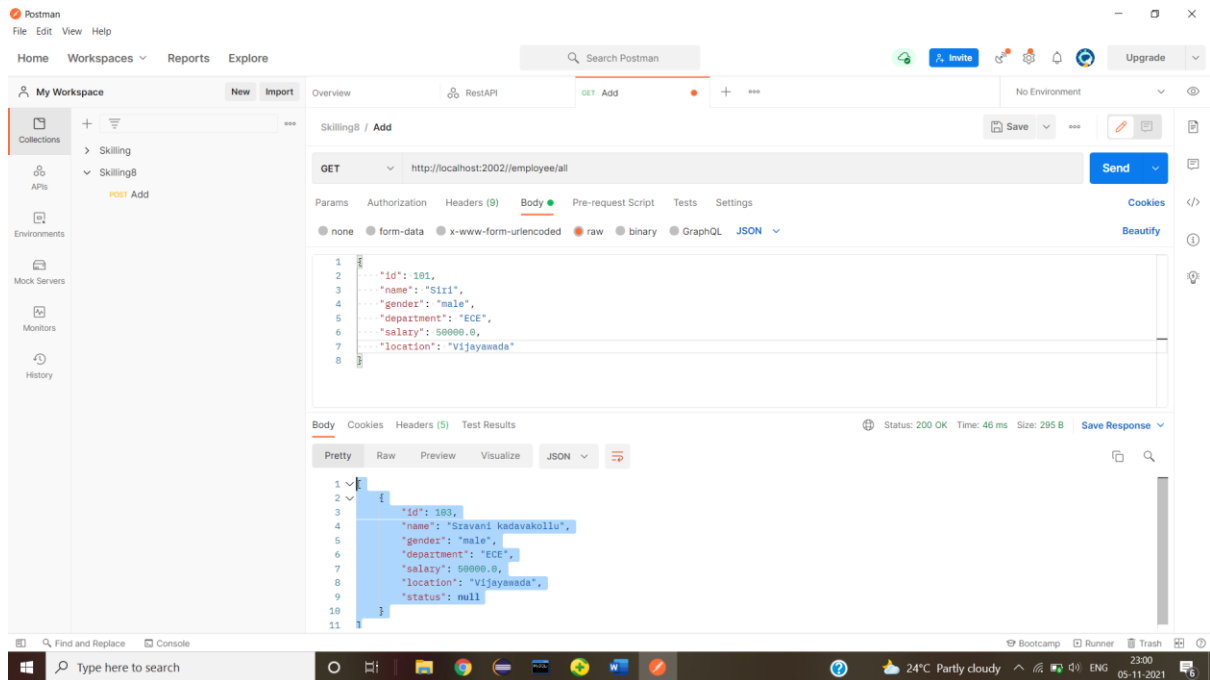 Postman
File Edit View Help
Home Workspaces Reports Explore Search Postman Invite Upgrade
My Workspace New Import Overview RestAPI GET Add No Environment
Collections
APIs
Environments
Mock Servers
Monitors
History
Skilling
Skilling8
POST Add
Skilling8 / Add Save
GET http://localhost:2002//employee/all Send
Params Authorization Headers (9) Body Pre-request Script Tests Settings Cookies
none form-data x-www-form-urlencoded raw binary GraphQL JSON Beautify
1 {
2 "id": 101,
3 "name": "Siri",
4 "gender": "male",
5 "department": "ECE",
6 "salary": 50000.0,
7 "location": "Vijayawada"
8 }
Body Cookies Headers (5) Test Results Status: 200 OK Time: 46 ms Size: 295 B Save Response
Pretty Raw Preview Visualize JSON
1 [
2 {
3 "id": 103,
4 "name": "Sravani kadavakollu",
5 "gender": "male",
6 "department": "ECE",
7 "salary": 50000.0,
8 "location": "Vijayawada",
9 "status": null
10 }
11 ]
Find and Replace Console Bootcamp Runner Trash
Type here to search 24°C Partly cloudy ENG 23:00
05-11-2021